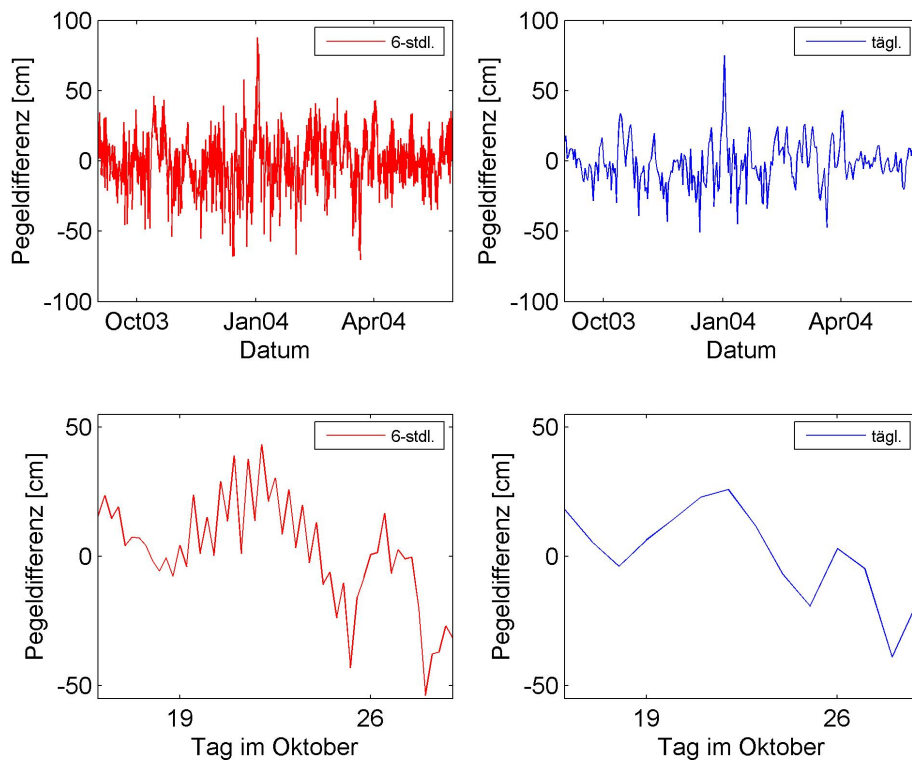 Pegeldifferenz [cm]
100
50
0
-50
-100
6-stdl.
Oct03
Jan04
Apr04
Datum
Pegeldifferenz [cm]
100
50
0
-50
-100
tägl.
Oct03
Jan04
Apr04
Datum
Pegeldifferenz [cm]
50
0
-50
6-stdl.
19
26
Tag im Oktober
Pegeldifferenz [cm]
50
0
-50
tägl.
19
26
Tag im Oktober